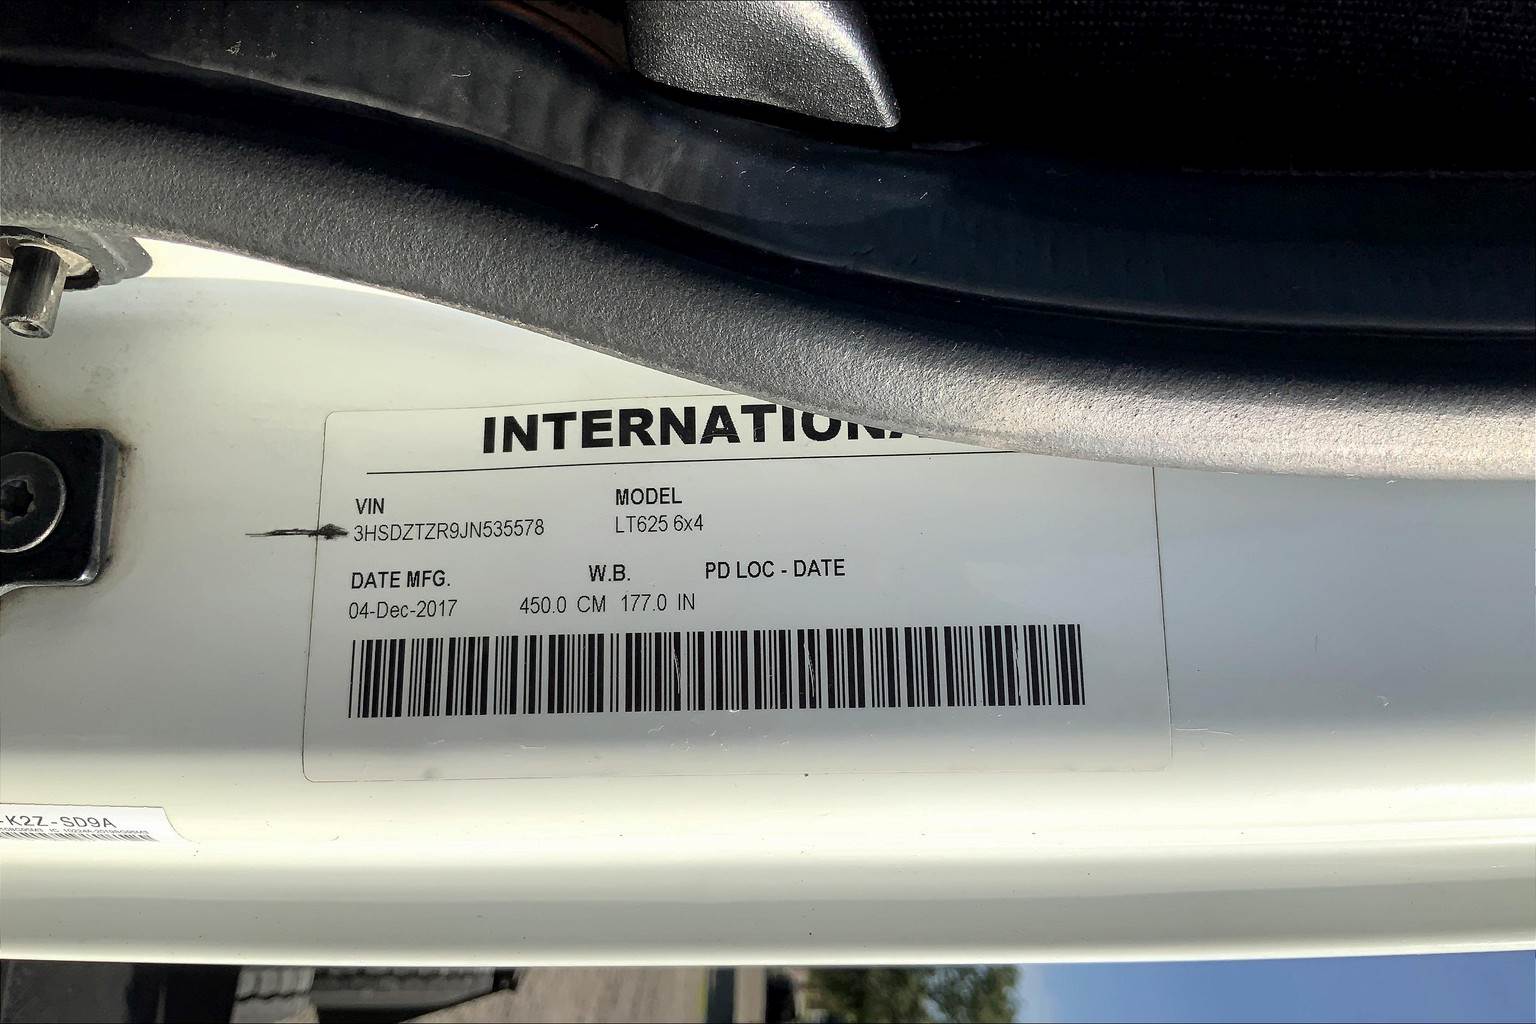 INTERNATIONA
VIN
3HSDZTZR9JN535578
MODEL
LT625 6x4
DATE MFG.
04-Dec-2017
W.B.
450.0 CM 177.0 IN
PD LOC - DATE
-K2Z-SD9A